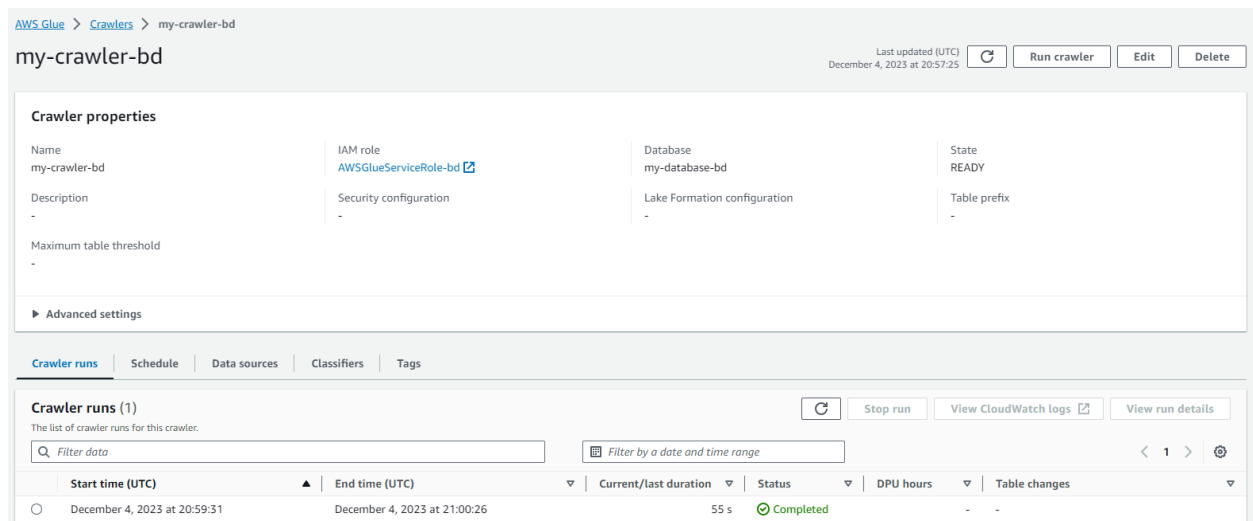 AWS Glue > Crawlers > my-crawler-bd
my-crawler-bd
Last updated (UTC)
December 4, 2023 at 20:57:25
Run crawler
Edit
Delete
Crawler properties
Name
my-crawler-bd
IAM role
AWSGlueServiceRole-bd
Database
my-database-bd
State
READY
Description
-
Security configuration
-
Lake Formation configuration
-
Table prefix
-
Maximum table threshold
-
Advanced settings
Crawler runs
Schedule
Data sources
Classifiers
Tags
Crawler runs (1)
The list of crawler runs for this crawler.
Stop run
View CloudWatch logs
View run details
Filter data
Filter by a date and time range
< 1 >
Start time (UTC) End time (UTC) Current/last duration Status DPU hours Table changes
December 4, 2023 at 20:59:31 December 4, 2023 at 21:00:26 55 s Completed - -